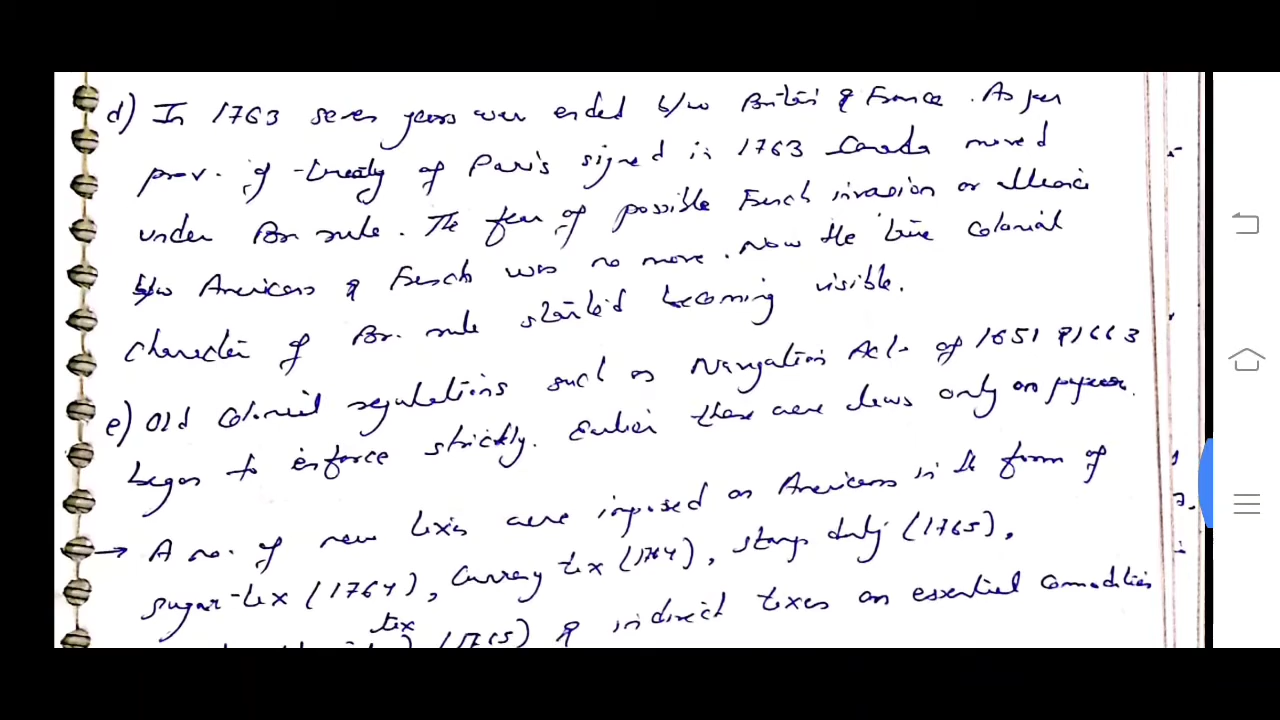 d) In 1763 seven years war ended b/w Britain & France. As per
prov. of treaty of Paris signed in 1763 Canada moved
under Br. rule. The fear of possible French invasion or alliance
b/w Americans & French was no more. Now the true colonial
character of Br. rule started becoming visible.
e) Old colonial regulations such as Navigation Acts of 1651 & 1663
began to enforce strictly. Earlier these were laws only on paper.
→ A no. of new taxes were imposed on Americans in the form of
sugar-tax (1764), Currency tax (1764), stamp duty (1765),
tax (1765) & indirect taxes on essential comodities